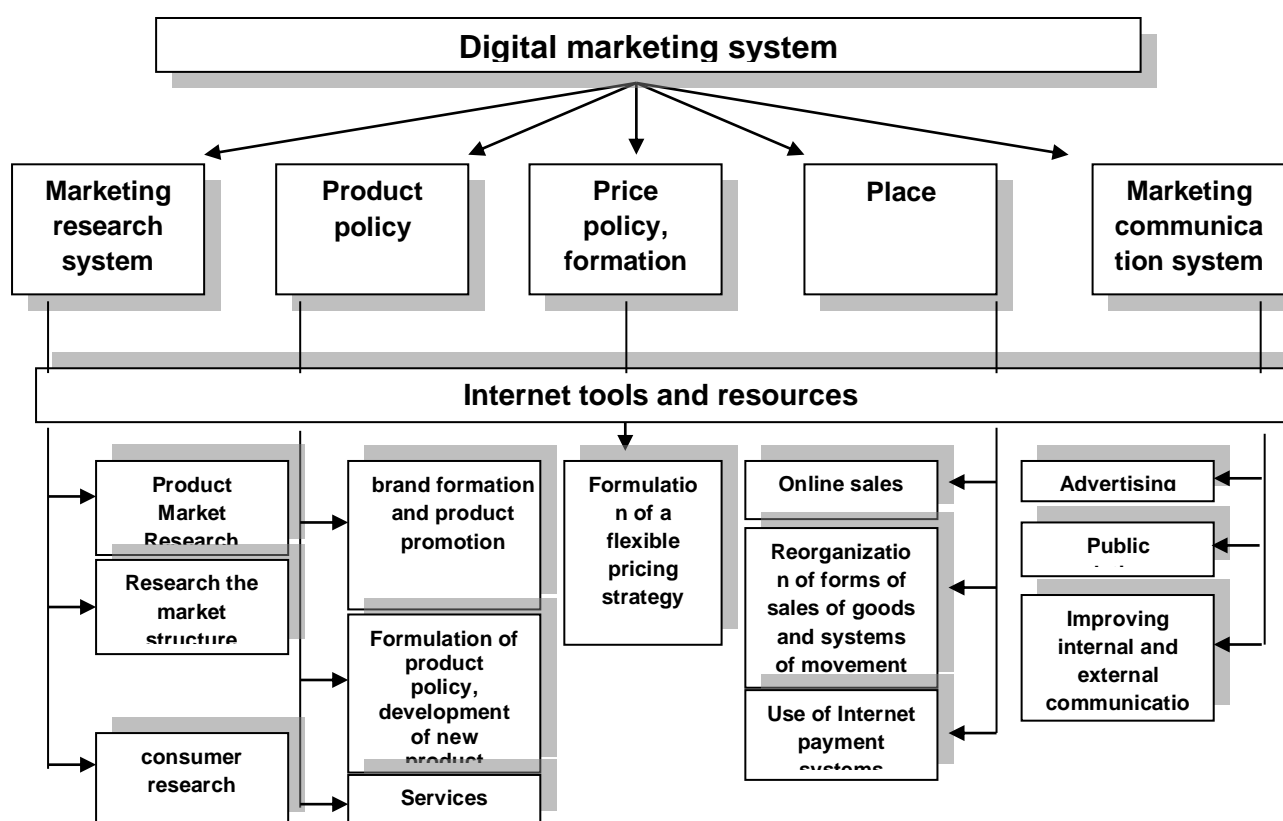 Digital marketing system
Marketing
research
system
Product
policy
Price
policy,
formation
Place
Marketing
communica
tion system
Internet tools and resources
Product
Market
Research
Research the
market
structure
consumer
research
brand formation
and product
promotion
Formulation of
product
policy,
development
of new
product
Services
Formulatio
n of a
flexible
pricing
strategy
Online sales
Reorganizatio
n of forms of
sales of goods
and systems
of movement
Use of Internet
payment
systems
Advertising
Public
Improving
internal and
external
communicatio